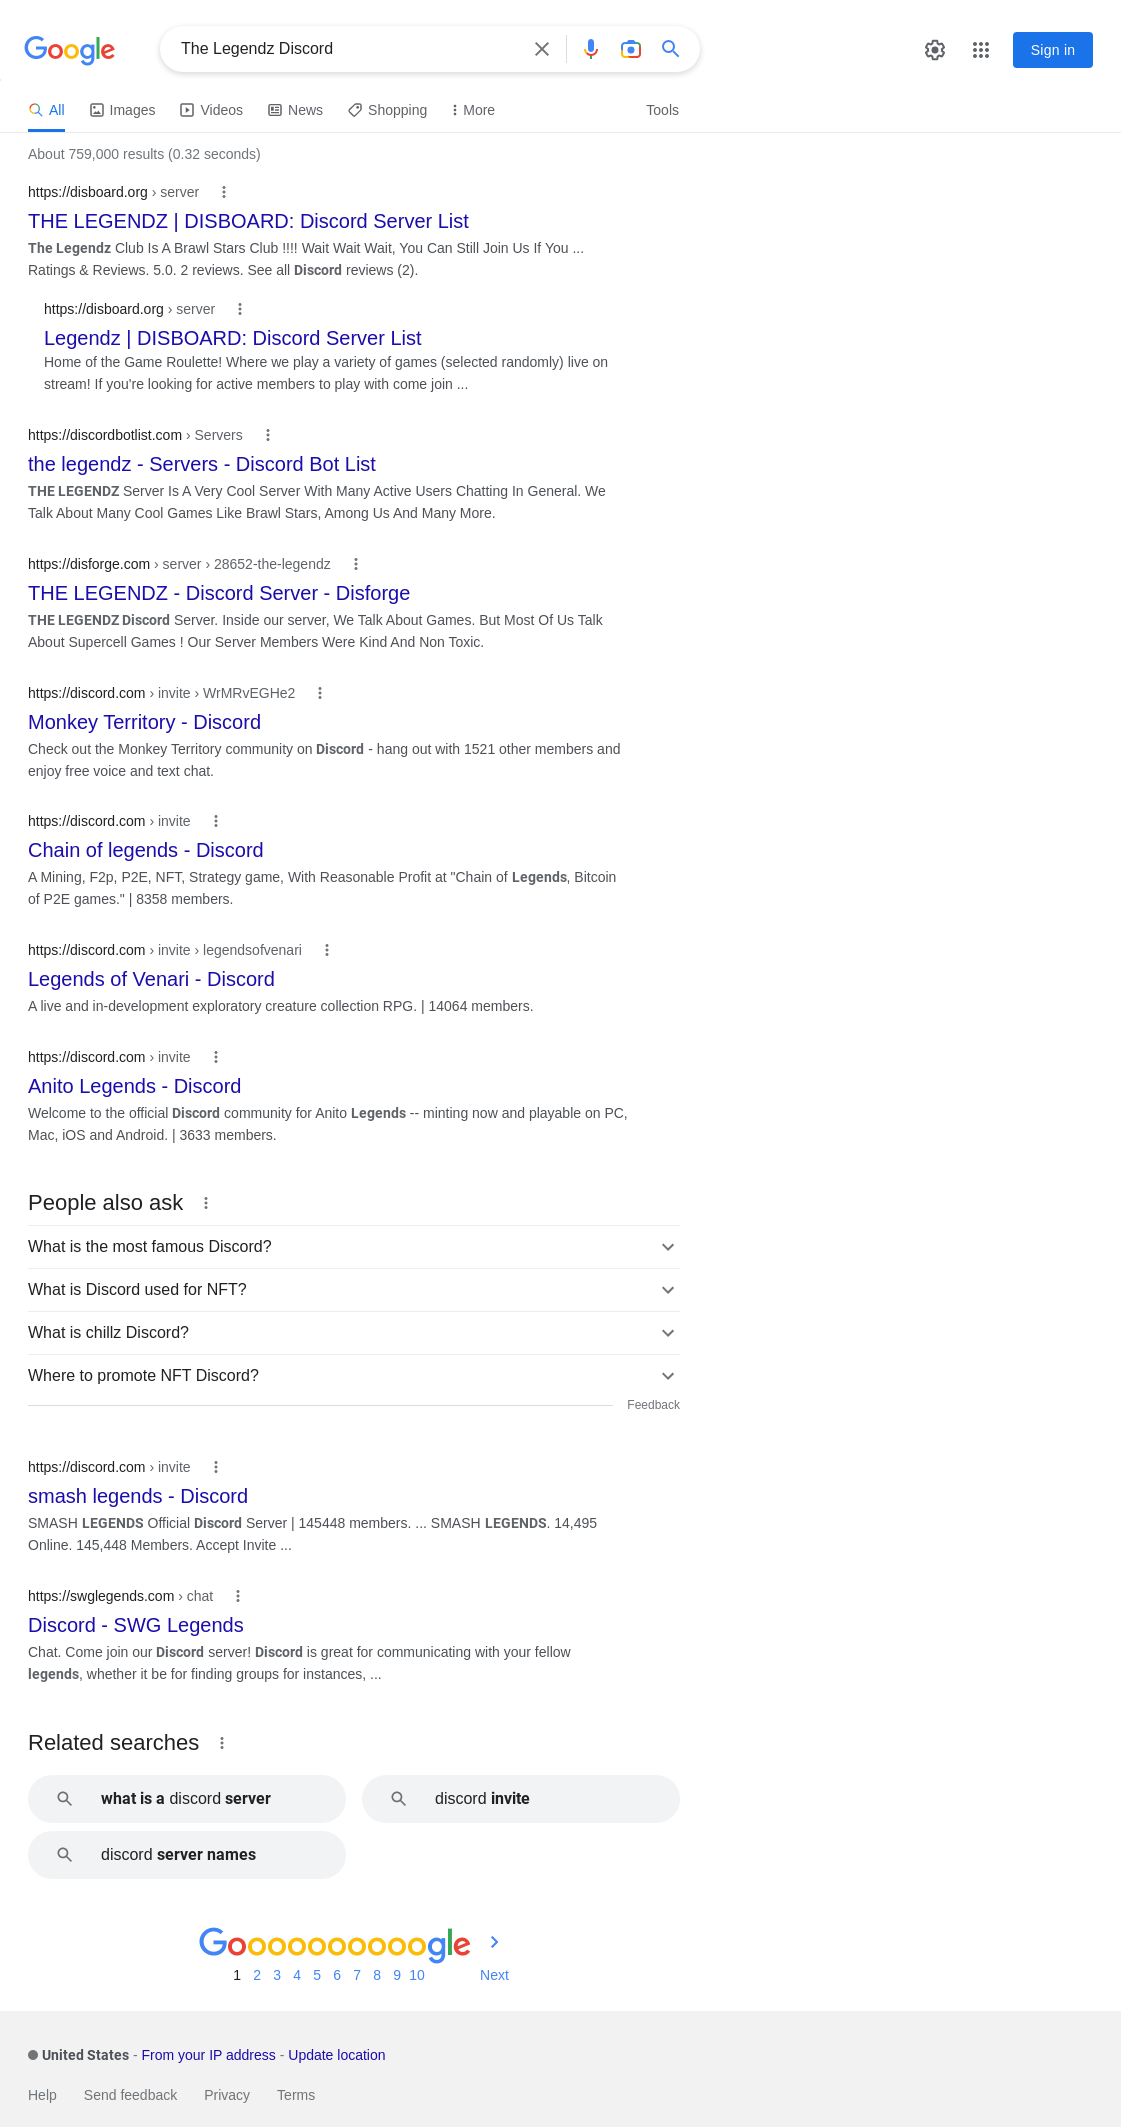 Google
The Legendz Discord
Sign in
All
Images
Videos
News
Shopping
More
Tools
About 759,000 results (0.32 seconds)
https://disboard.org › server
THE LEGENDZ | DISBOARD: Discord Server List
The Legendz Club Is A Brawl Stars Club !!!! Wait Wait Wait, You Can Still Join Us If You ...
Ratings & Reviews. 5.0. 2 reviews. See all Discord reviews (2).
https://disboard.org › server
Legendz | DISBOARD: Discord Server List
Home of the Game Roulette! Where we play a variety of games (selected randomly) live on
stream! If you're looking for active members to play with come join ...
https://discordbotlist.com › Servers
the legendz - Servers - Discord Bot List
THE LEGENDZ Server Is A Very Cool Server With Many Active Users Chatting In General. We
Talk About Many Cool Games Like Brawl Stars, Among Us And Many More.
https://disforge.com › server › 28652-the-legendz
THE LEGENDZ - Discord Server - Disforge
THE LEGENDZ Discord Server. Inside our server, We Talk About Games. But Most Of Us Talk
About Supercell Games ! Our Server Members Were Kind And Non Toxic.
https://discord.com › invite › WrMRvEGHe2
Monkey Territory - Discord
Check out the Monkey Territory community on Discord - hang out with 1521 other members and
enjoy free voice and text chat.
https://discord.com › invite
Chain of legends - Discord
A Mining, F2p, P2E, NFT, Strategy game, With Reasonable Profit at "Chain of Legends, Bitcoin
of P2E games." | 8358 members.
https://discord.com › invite › legendsofvenari
Legends of Venari - Discord
A live and in-development exploratory creature collection RPG. | 14064 members.
https://discord.com › invite
Anito Legends - Discord
Welcome to the official Discord community for Anito Legends -- minting now and playable on PC,
Mac, iOS and Android. | 3633 members.
People also ask
What is the most famous Discord?
What is Discord used for NFT?
What is chillz Discord?
Where to promote NFT Discord?
Feedback
https://discord.com › invite
smash legends - Discord
SMASH LEGENDS Official Discord Server | 145448 members. ... SMASH LEGENDS. 14,495
Online. 145,448 Members. Accept Invite ...
https://swglegends.com › chat
Discord - SWG Legends
Chat. Come join our Discord server! Discord is great for communicating with your fellow
legends, whether it be for finding groups for instances, ...
Related searches
what is a discord server
discord invite
discord server names
Goooooooooogle
1 2 3 4 5 6 7 8 9 10 Next
United States - From your IP address - Update location
Help Send feedback Privacy Terms